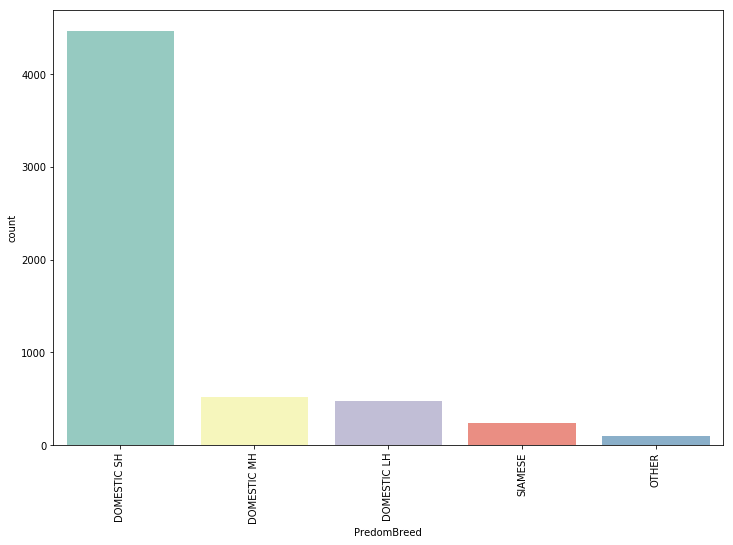 4000
3000
2000
1000
0
count
DOMESTIC SH
DOMESTIC MH
DOMESTIC LH
SIAMESE
OTHER
PredomBreed